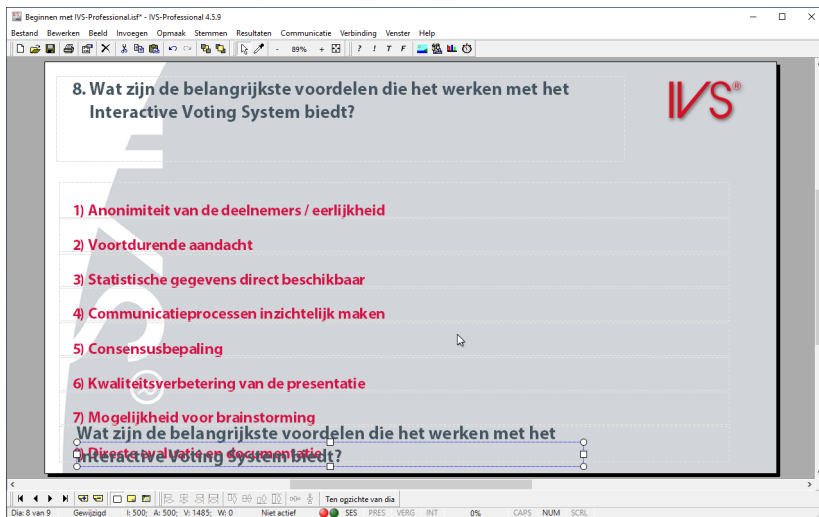 Beginnen met IVS-Professional.isf* - IVS-Professional 4.5.9
Bestand Bewerken Beeld Invoegen Opmaak Stemmen Resultaten Communicatie Verbinding Venster Help
- 89% + ? ! T F
8. Wat zijn de belangrijkste voordelen die het werken met het
Interactive Voting System biedt?
IVS®
1) Anonimiteit van de deelnemers / eerlijkheid
2) Voortdurende aandacht
3) Statistische gegevens direct beschikbaar
4) Communicatieprocessen inzichtelijk maken
5) Consensusbepaling
6) Kwaliteitsverbetering van de presentatie
7) Mogelijkheid voor brainstorming
Wat zijn de belangrijkste voordelen die het werken met het
8) Directe evaluatie en documentatie
Interactive Voting System biedt?
Ten opzichte van dia
Dia: 8 van 9 Gewijzigd I: 500; A: 500; V: 1485; W: 0 Niet actief SES PRES VERG INT 0% CAPS NUM SCRL